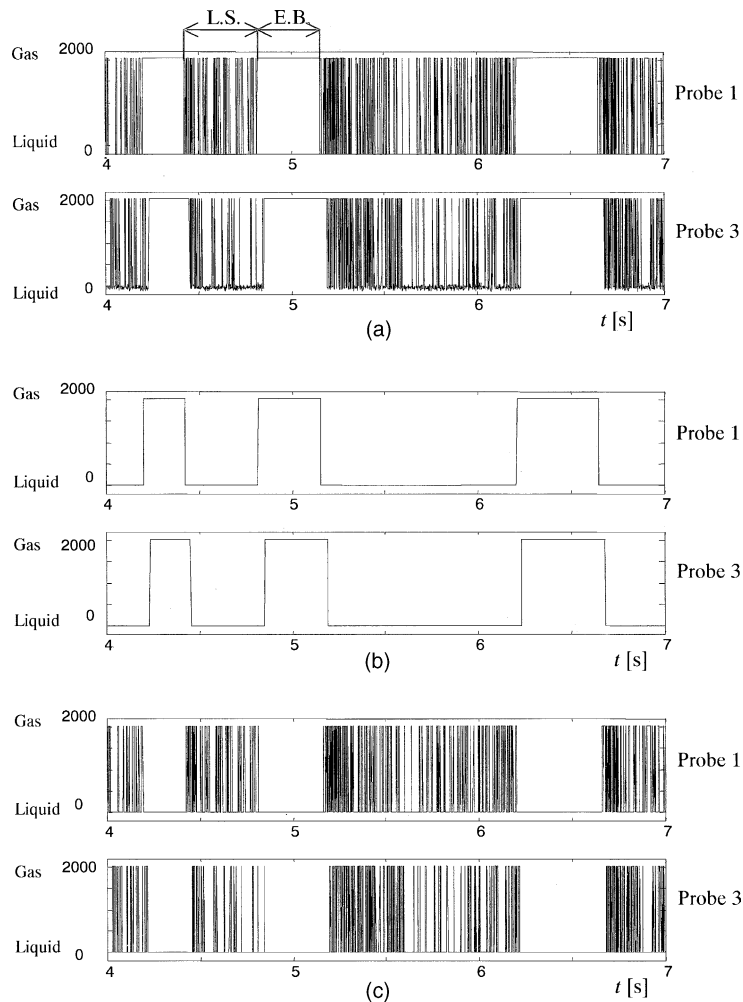 L.S. E.B.
Gas 2000
Probe 1
Liquid 0
4 5 6 7
Gas 2000
Probe 3
Liquid 0
4 5 6 7
t [s]
(a)
Gas 2000
Probe 1
Liquid 0
4 5 6 7
Gas 2000
Probe 3
Liquid 0
4 5 6 7
(b)
t [s]
Gas 2000
Probe 1
Liquid 0
4 5 6 7
Gas 2000
Probe 3
Liquid 0
4 5 6 7
(c)
t [s]